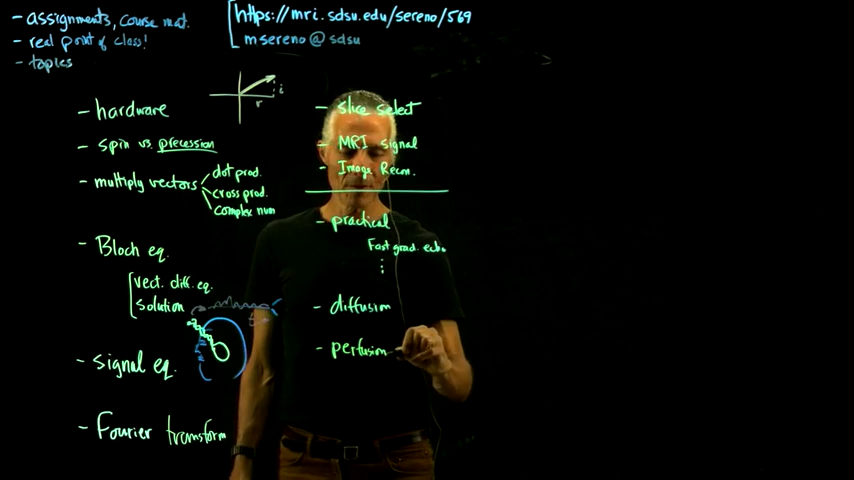 - assignments, course mat.
- real point of class!
- topics
https://mri.sdsu.edu/sereno/569
msereno@sdsu
- hardware
- spin vs. precession
- multiply vectors
dot prod.
cross prod.
complex num
- Bloch eq.
vect. diff. eq.
solution
- signal eq.
- Fourier transform
r
i
- slice select
- MRI signal
- Image Recon.
- practical
Fast grad. echo
- diffusion
- perfusion